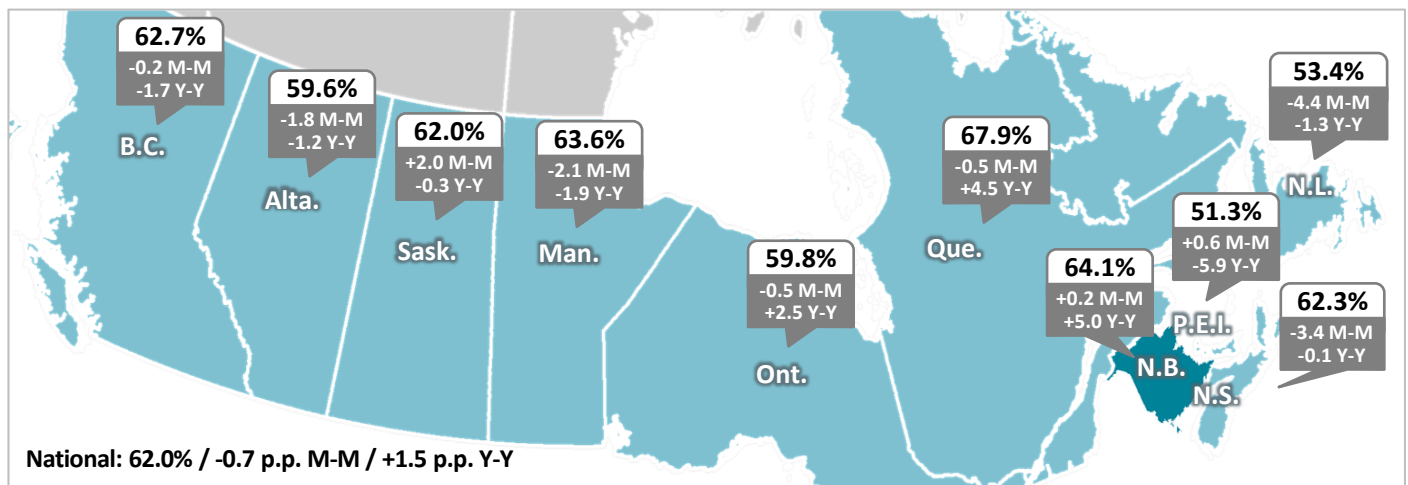 62.7%
-0.2 M-M
-1.7 Y-Y
B.C.
59.6%
-1.8 M-M
-1.2 Y-Y
Alta.
62.0%
+2.0 M-M
-0.3 Y-Y
Sask.
63.6%
-2.1 M-M
-1.9 Y-Y
Man.
59.8%
-0.5 M-M
+2.5 Y-Y
Ont.
67.9%
-0.5 M-M
+4.5 Y-Y
Que.
64.1%
+0.2 M-M
+5.0 Y-Y
N.B.
51.3%
+0.6 M-M
-5.9 Y-Y
P.E.I.
53.4%
-4.4 M-M
-1.3 Y-Y
N.L.
62.3%
-3.4 M-M
-0.1 Y-Y
N.S.
National: 62.0% / -0.7 p.p. M-M / +1.5 p.p. Y-Y